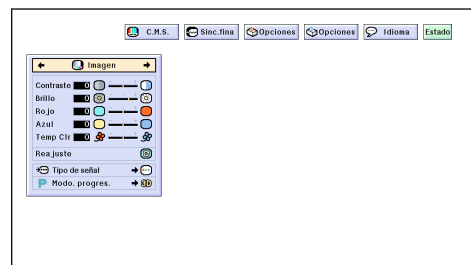 C.M.S.
Sinc.fina
Opciones
Opciones
Idioma
Estado
Imagen
Contraste 0
Brillo 0
Rojo 0
Azul 0
Temp Clr 0
Reajuste
Tipo de señal
P Modo. progres. 3D